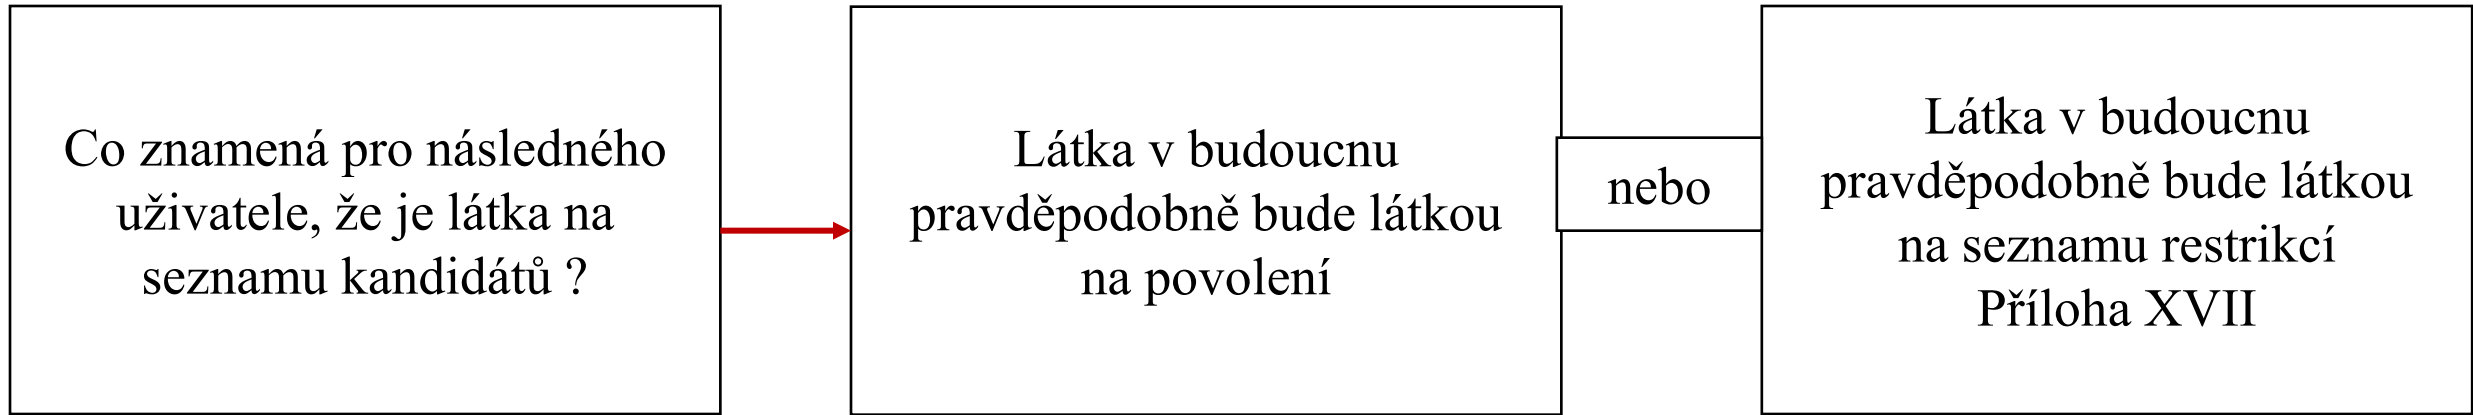 Co znamená pro následného
uživatele, že je látka na
seznamu kandidátů ?
Látka v budoucnu
pravděpodobně bude látkou
na povolení
nebo
Látka v budoucnu
pravděpodobně bude látkou
na seznamu restrikcí
Příloha XVII